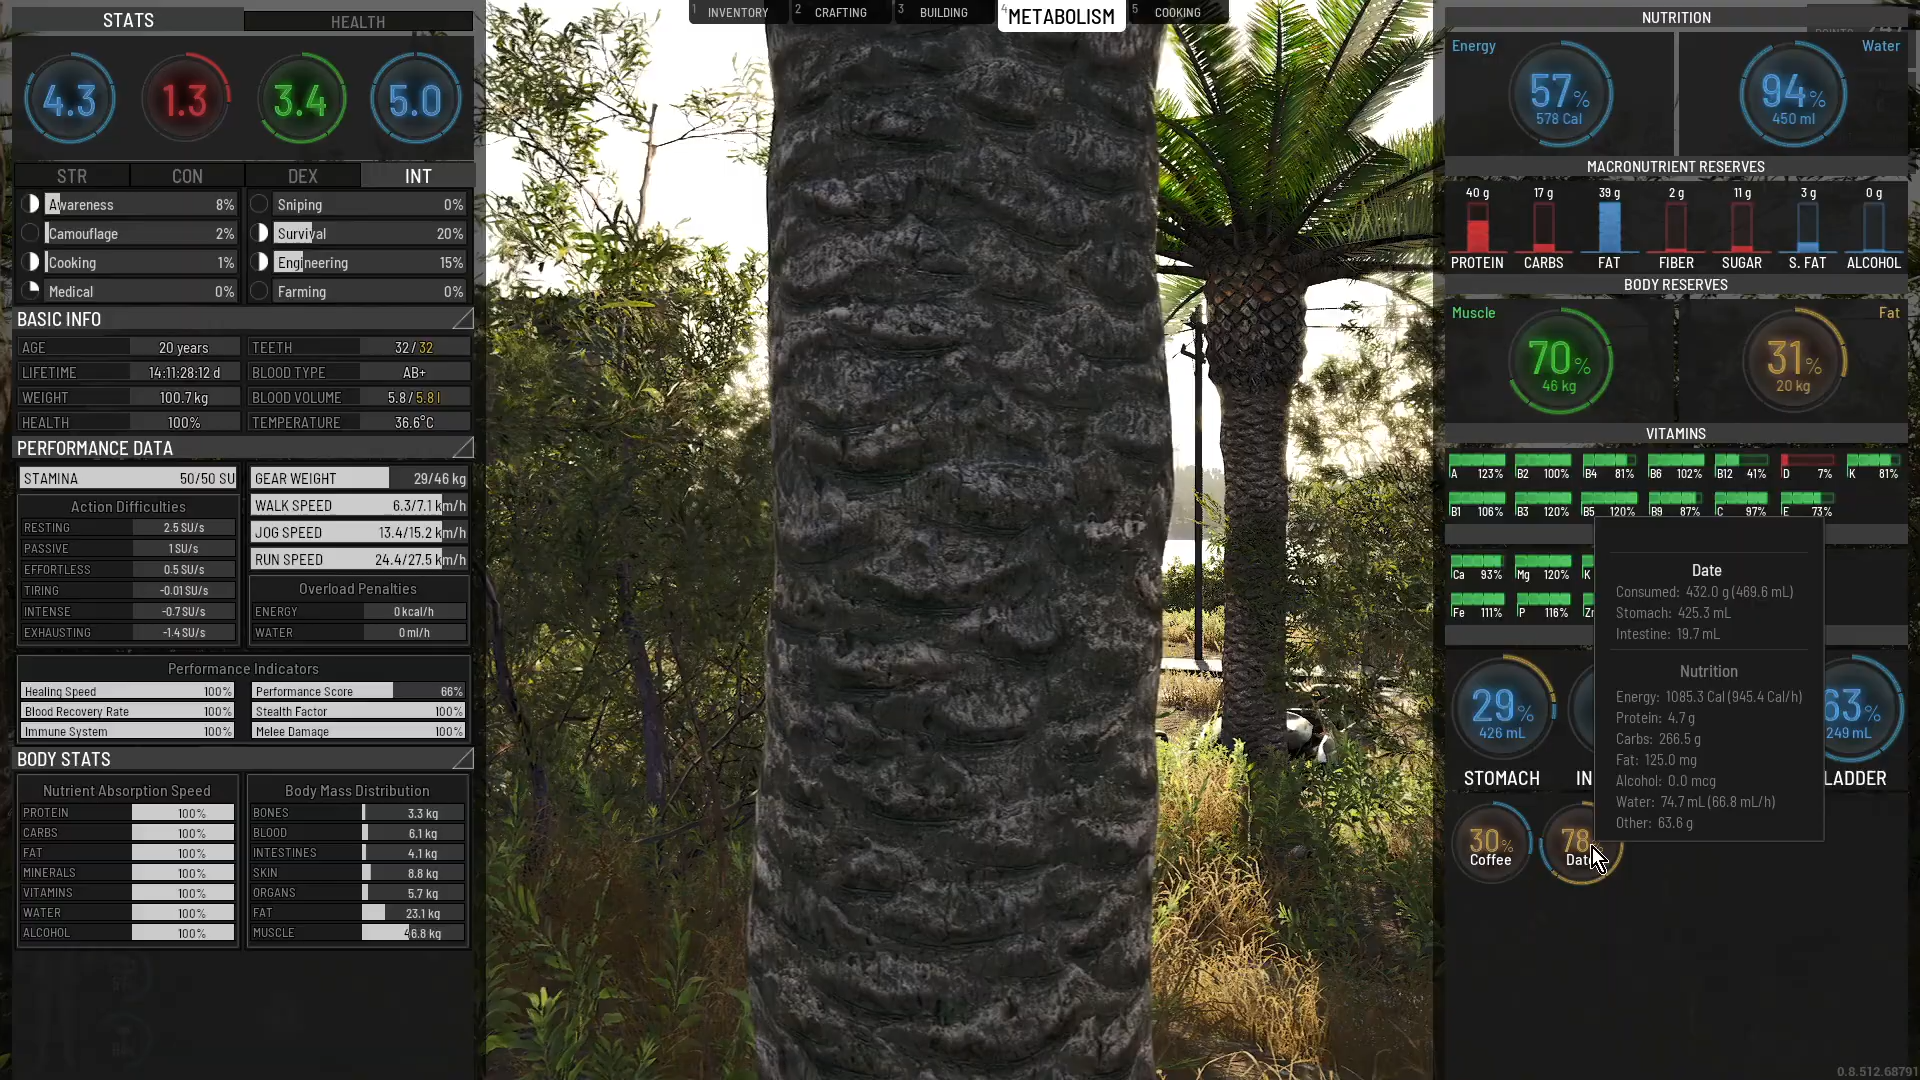 STATS
HEALTH
1 INVENTORY
2 CRAFTING
3 BUILDING
4 METABOLISM
5 COOKING
4.3
1.3
3.4
5.0
STR
CON
DEX
INT
Awareness 8%
Sniping 0%
Camouflage 2%
Survival 20%
Cooking 1%
Engineering 15%
Medical 0%
Farming 0%
BASIC INFO
AGE 20 years
TEETH 32/32
LIFETIME 14:11:28:12 d
BLOOD TYPE AB+
WEIGHT 100.7 kg
BLOOD VOLUME 5.8/5.8 l
HEALTH 100%
TEMPERATURE 36.6°C
PERFORMANCE DATA
STAMINA 50/50 SU
Action Difficulties
RESTING 2.5 SU/s
PASSIVE 1 SU/s
EFFORTLESS 0.5 SU/s
TIRING -0.01 SU/s
INTENSE -0.7 SU/s
EXHAUSTING -1.4 SU/s
GEAR WEIGHT 29/46 kg
WALK SPEED 6.3/7.1 km/h
JOG SPEED 13.4/15.2 km/h
RUN SPEED 24.4/27.5 km/h
Overload Penalties
ENERGY 0 kcal/h
WATER 0 ml/h
Performance Indicators
Healing Speed 100%
Performance Score 66%
Blood Recovery Rate 100%
Stealth Factor 100%
Immune System 100%
Melee Damage 100%
BODY STATS
Nutrient Absorption Speed
PROTEIN 100%
CARBS 100%
FAT 100%
MINERALS 100%
VITAMINS 100%
WATER 100%
ALCOHOL 100%
Body Mass Distribution
BONES 3.3 kg
BLOOD 6.1 kg
INTESTINES 4.1 kg
SKIN 8.8 kg
ORGANS 5.7 kg
FAT 23.1 kg
MUSCLE 46.8 kg
NUTRITION
Energy
57%
578 Cal
Water
94%
450 ml
MACRONUTRIENT RESERVES
40 g 17 g 39 g 2 g 11 g 3 g 0 g
PROTEIN CARBS FAT FIBER SUGAR S. FAT ALCOHOL
BODY RESERVES
Muscle
70%
46 kg
Fat
31%
20 kg
VITAMINS
A 123% B2 100% B4 81% B6 102% B12 41% D 7% K 81%
B1 106% B3 120% B5 120% B9 87% C 97% E 73%
Ca 93% Mg 120% K
Fe 111% P 116%
Date
Consumed: 432.0 g (469.6 mL)
Stomach: 425.3 mL
Intestine: 19.7 mL
Nutrition
Energy: 1085.3 Cal (945.4 Cal/h)
Protein: 4.7 g
Carbs: 266.5 g
Fat: 125.0 mg
Alcohol: 0.0 mcg
Water: 74.7 mL (66.8 mL/h)
Other: 63.6 g
29%
426 mL
STOMACH
IN
63%
249 mL
LADDER
30%
Coffee
78%
Date
0.8.512.68791